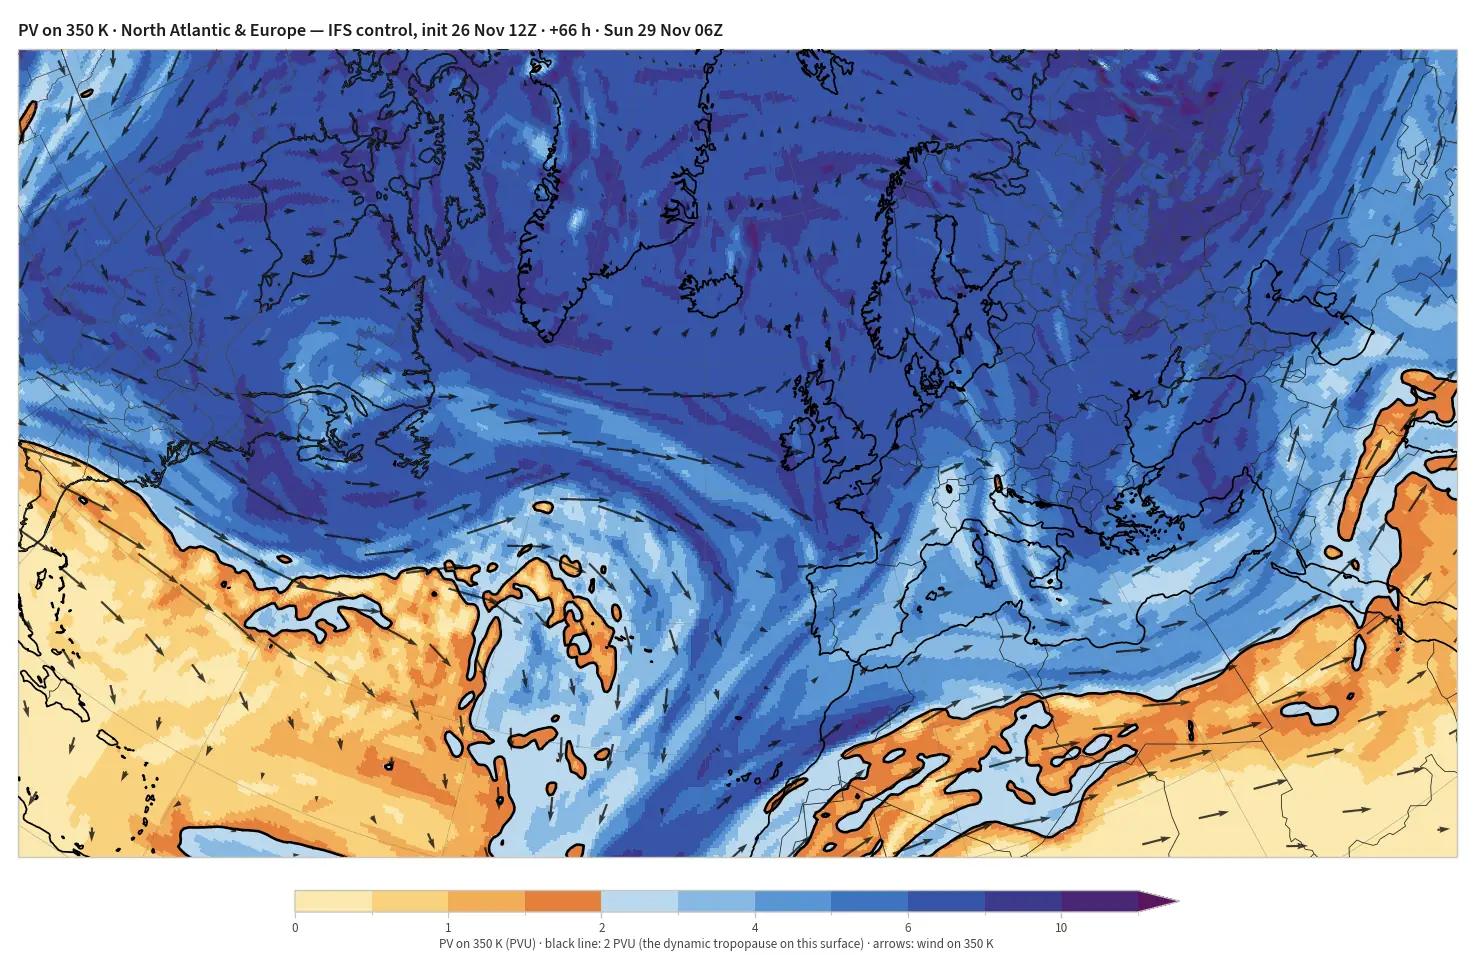 PV on 350 K · North Atlantic & Europe — IFS control, init 26 Nov 12Z · +66 h · Sun 29 Nov 06Z
0 1 2 4 6 10
PV on 350 K (PVU) · black line: 2 PVU (the dynamic tropopause on this surface) · arrows: wind on 350 K